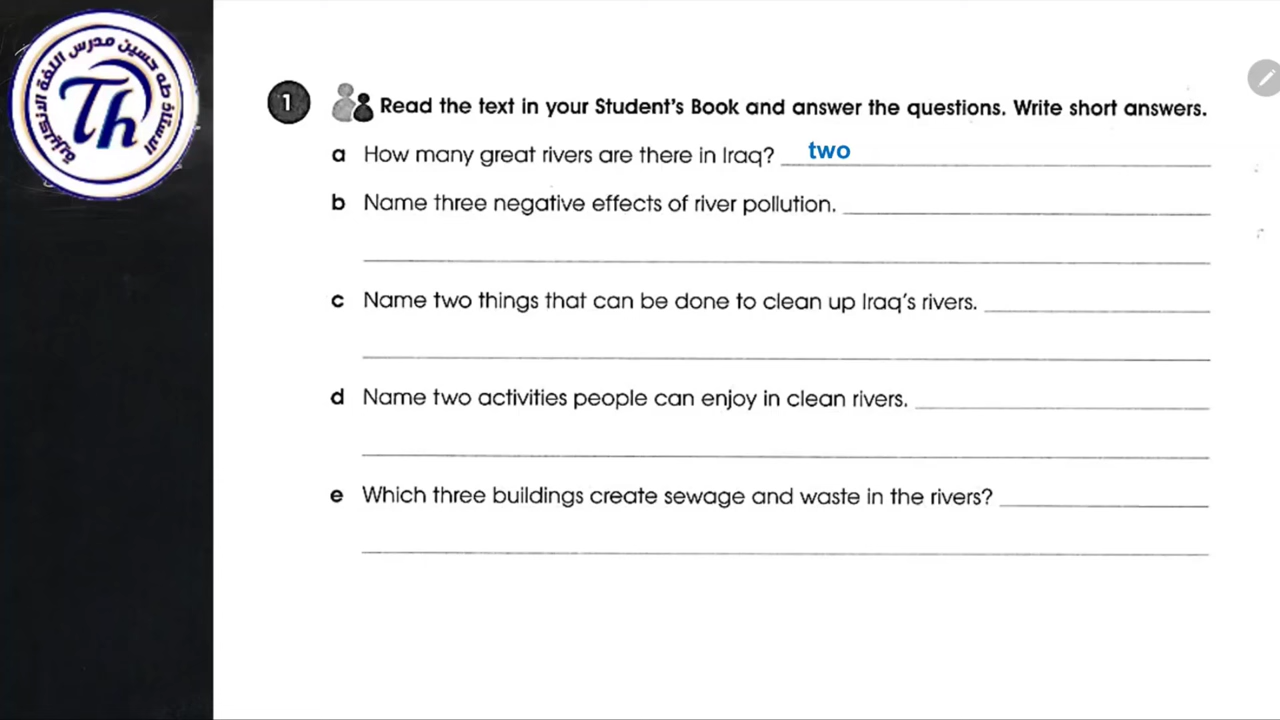 الاستاذ طه حسين مدرس اللغة الانجليزية
Th
1 Read the text in your Student's Book and answer the questions. Write short answers.
a How many great rivers are there in Iraq? two
b Name three negative effects of river pollution.
c Name two things that can be done to clean up Iraq's rivers.
d Name two activities people can enjoy in clean rivers.
e Which three buildings create sewage and waste in the rivers?